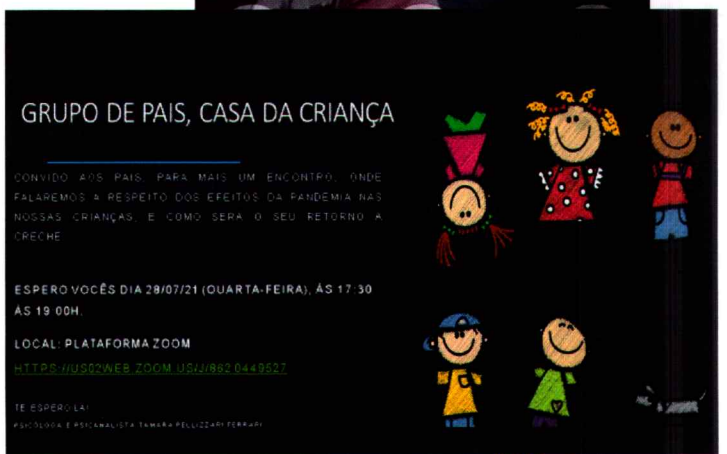 GRUPO DE PAIS, CASA DA CRIANÇA
CONVIDO AOS PAIS, PARA MAIS UM ENCONTRO, ONDE
FALAREMOS A RESPEITO DOS EFEITOS DA PANDEMIA NAS
NOSSAS CRIANÇAS, E COMO SERÁ O SEU RETORNO A
CRECHE
ESPERO VOCÊS DIA 28/07/21 (QUARTA-FEIRA), ÀS 17:30
ÀS 19:00H.
LOCAL: PLATAFORMA ZOOM
HTTPS://US02WEB.ZOOM.US/J/862 0449527
TE ESPERO LÁ!
PSICÓLOGA E PSICANALISTA TAMARA PELLIZZARI FERRARI